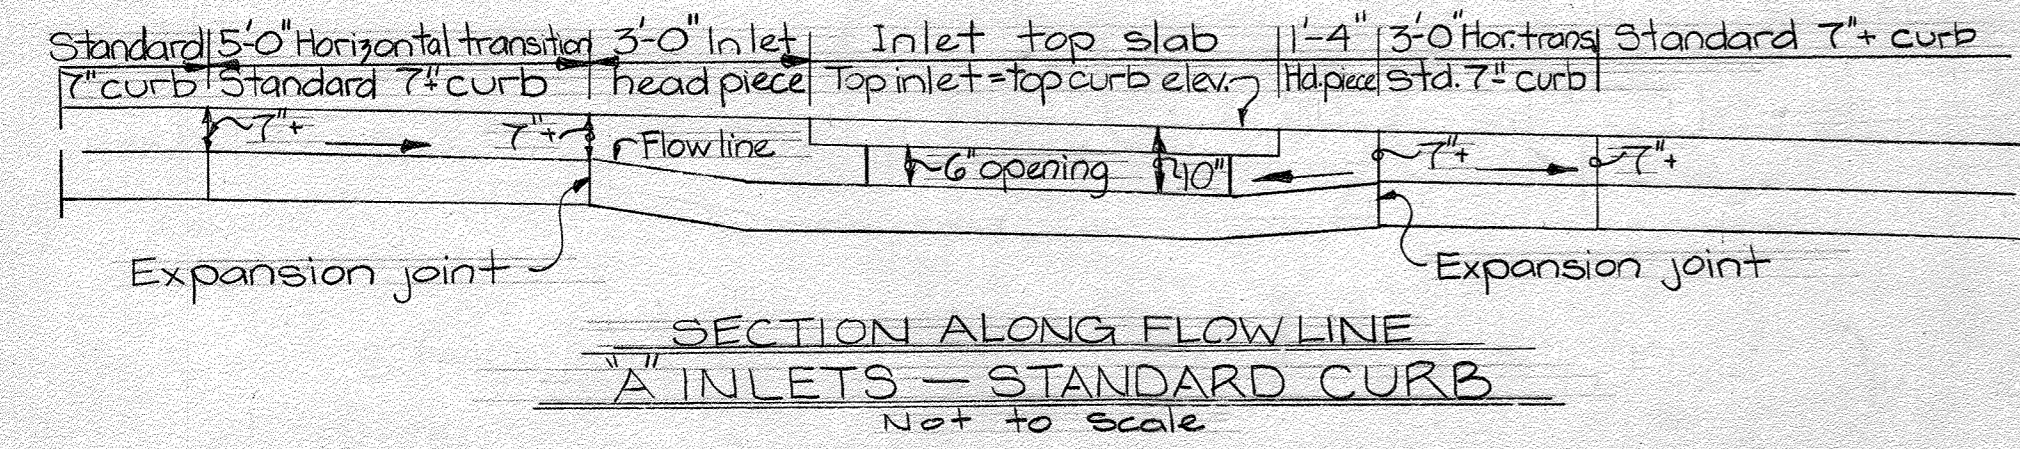 Standard 5'-0" Horizontal transition 3'-0" Inlet Inlet top slab 1'-4" 3'-0" Hor. trans Standard 7"+ curb
7" curb Standard 7"+ curb head piece Top inlet = top curb elev. Hd. piece std. 7"+ curb
7"+ 7"+ Flow line 6" opening 10" 7"+ 7"+
Expansion joint Expansion joint
SECTION ALONG FLOW LINE
"A" INLETS — STANDARD CURB
Not to Scale